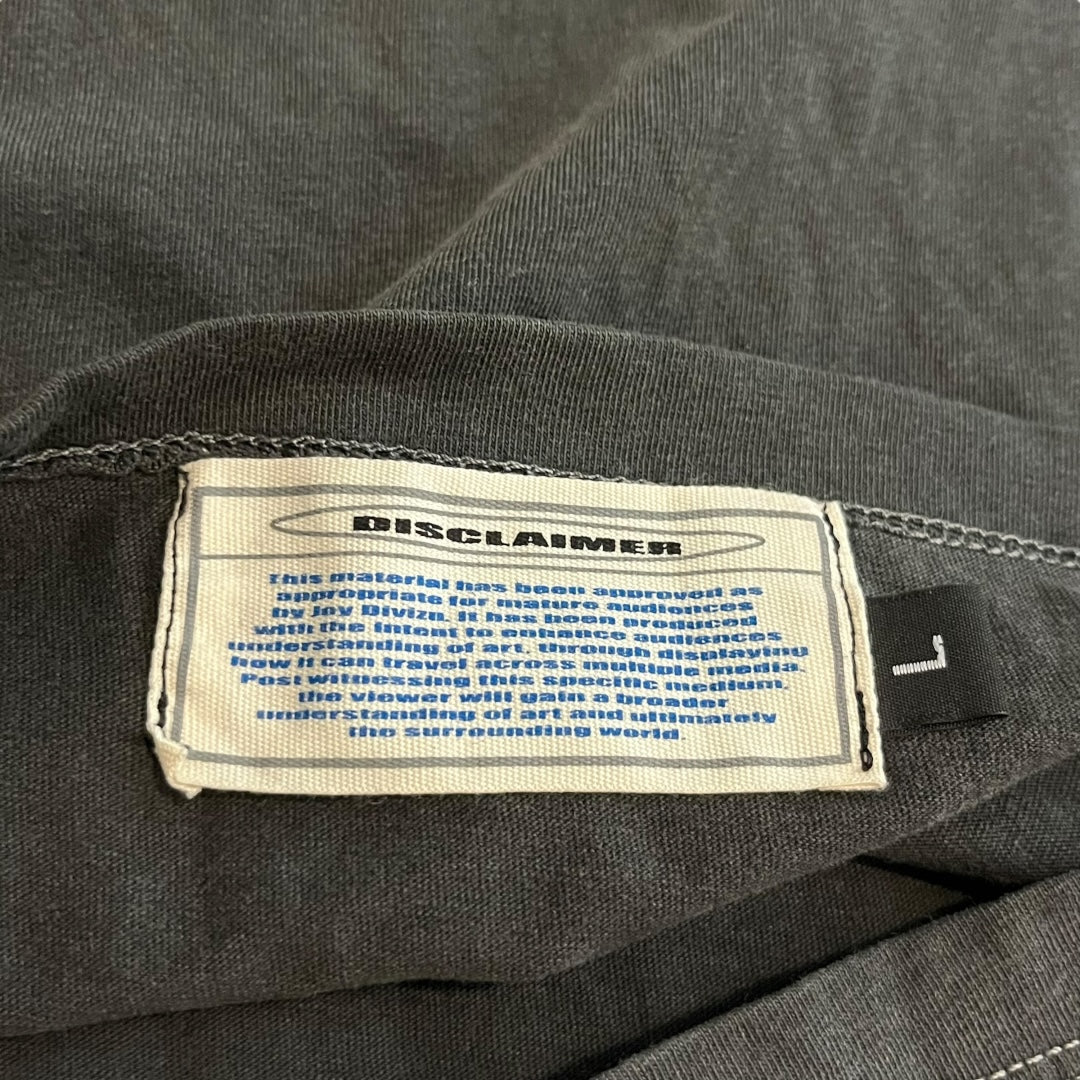 DISCLAIMER
This material has been approved as
appropriate for mature audiences
by Joy Divizn. It has been produced
with the intent to enhance audiences
understanding of art, through displaying
how it can travel across multiple media.
Post witnessing this specific medium,
the viewer will gain a broader
understanding of art and ultimately
the surrounding world.
L